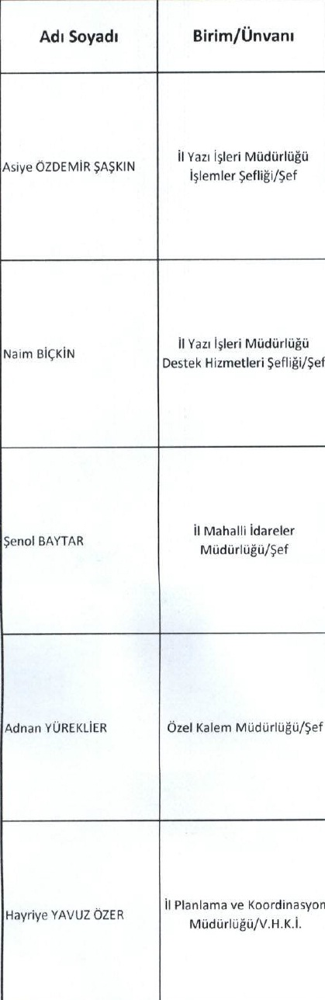 Adı Soyadı
Birim/Ünvanı
Asiye ÖZDEMİR ŞAŞKIN
İl Yazı İşleri Müdürlüğü
İşlemler Şefliği/Şef
Naim BİÇKİN
İl Yazı İşleri Müdürlüğü
Destek Hizmetleri Şefliği/Şef
Şenol BAYTAR
İl Mahalli İdareler
Müdürlüğü/Şef
Adnan YÜREKLİER
Özel Kalem Müdürlüğü/Şef
Hayriye YAVUZ ÖZER
İl Planlama ve Koordinasyon
Müdürlüğü/V.H.K.İ.